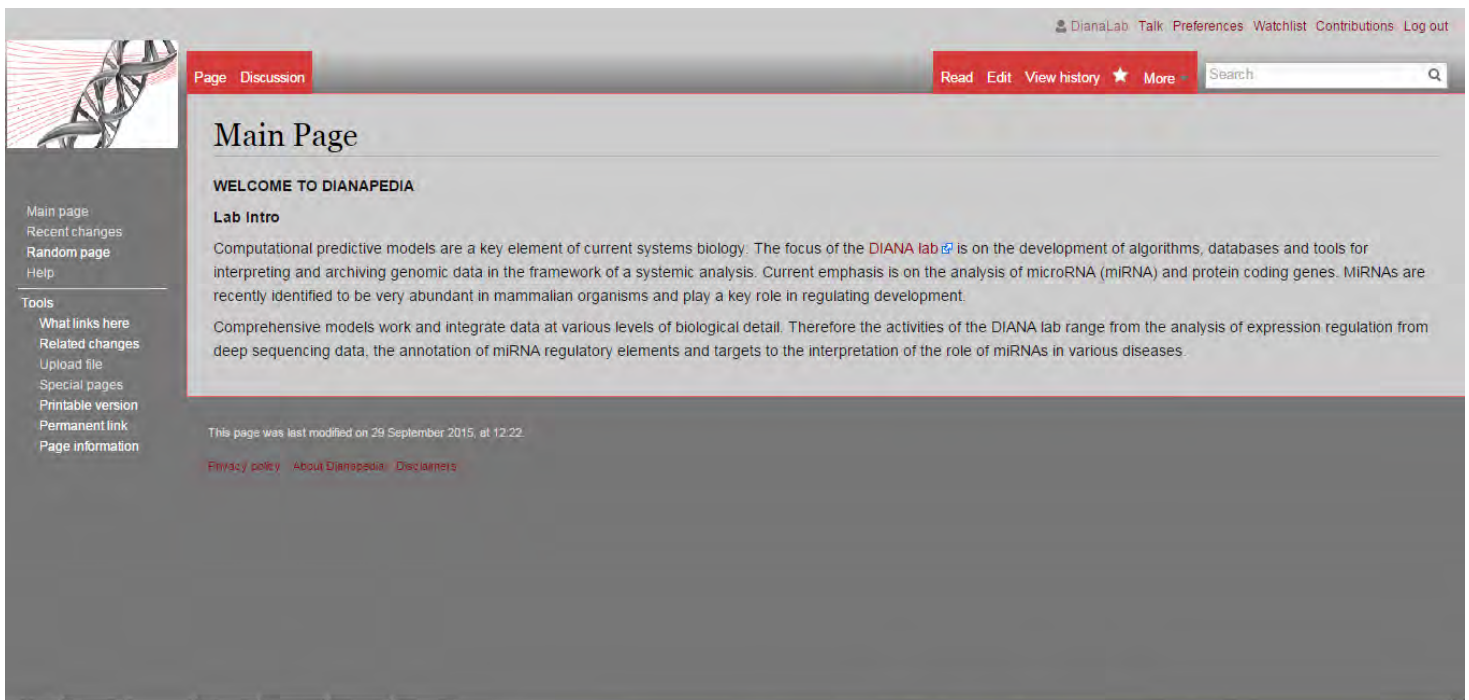 DianaLab Talk Preferences Watchlist Contributions Log out
Page Discussion
Read Edit View history More
Search
Main page
Recent changes
Random page
Help
Tools
What links here
Related changes
Upload file
Special pages
Printable version
Permanent link
Page information
Main Page
WELCOME TO DIANAPEDIA
Lab Intro
Computational predictive models are a key element of current systems biology. The focus of the DIANA lab is on the development of algorithms, databases and tools for
interpreting and archiving genomic data in the framework of a systemic analysis. Current emphasis is on the analysis of microRNA (miRNA) and protein coding genes. MiRNAs are
recently identified to be very abundant in mammalian organisms and play a key role in regulating development.
Comprehensive models work and integrate data at various levels of biological detail. Therefore the activities of the DIANA lab range from the analysis of expression regulation from
deep sequencing data, the annotation of miRNA regulatory elements and targets to the interpretation of the role of miRNAs in various diseases.
This page was last modified on 29 September 2015, at 12:22.
Privacy policy About Dianapedia Disclaimers